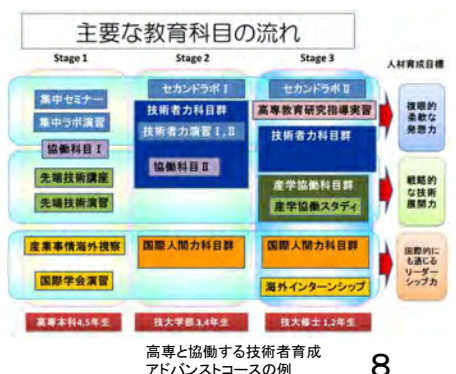 主要な教育科目の流れ
Stage 1
Stage 2
Stage 3
人材育成目標
集中セミナー
集中ラボ演習
協働科目Ⅰ
先端技術講座
先端技術演習
産業事情海外視察
国際学会演習
高専本科4,5年生
セカンドラボⅠ
技術者力科目群
技術者力演習Ⅰ,Ⅱ
協働科目Ⅱ
国際人間力科目群
技大学部3,4年生
セカンドラボⅡ
高専教育研究指導実習
技術者力科目群
産学協働科目群
産学協働スタディ
国際人間力科目群
海外インターンシップ
技大修士1,2年生
複眼的
柔軟な
発想力
戦略的
な技術
展開力
国際的に
も通じる
リーダー
シップ力
高専と協働する技術者育成
アドバンストコースの例
8